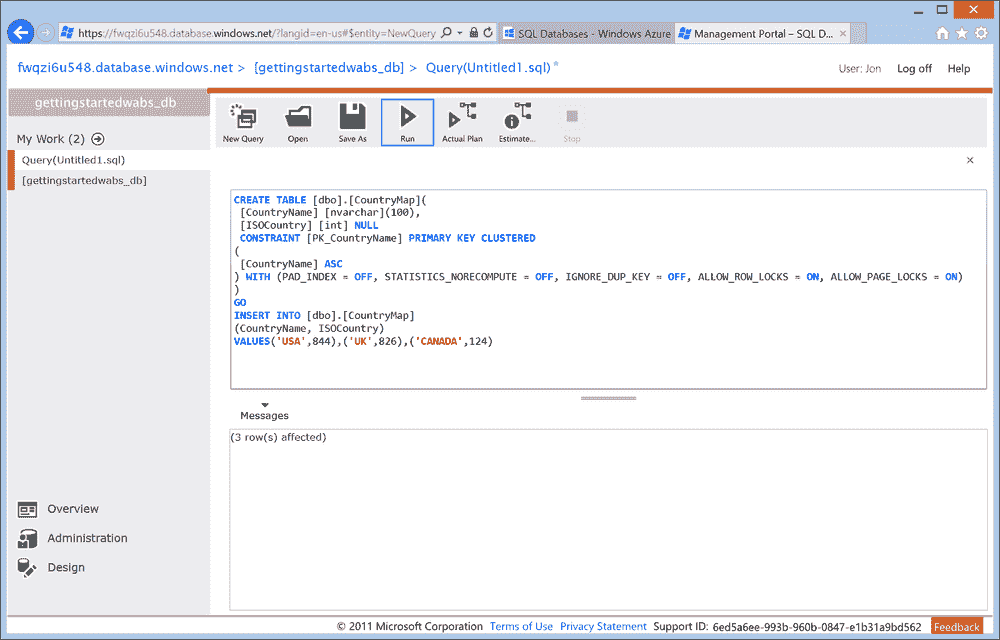 https://fwqzi6u548.database.windows.net/?langid=en-us#$entity=NewQuery
SQL Databases - Windows Azure
Management Portal – SQL D...
fwqzi6u548.database.windows.net > [gettingstartedwabs_db] > Query(Untitled1.sql) *
User: Jon Log off Help
gettingstartedwabs_db
My Work (2)
Query(Untitled1.sql)
[gettingstartedwabs_db]
New Query Open Save As Run Actual Plan Estimate... Stop
CREATE TABLE [dbo].[CountryMap](
[CountryName] [nvarchar](100),
[ISOCountry] [int] NULL
CONSTRAINT [PK_CountryName] PRIMARY KEY CLUSTERED
(
[CountryName] ASC
) WITH (PAD_INDEX = OFF, STATISTICS_NORECOMPUTE = OFF, IGNORE_DUP_KEY = OFF, ALLOW_ROW_LOCKS = ON, ALLOW_PAGE_LOCKS = ON)
)
GO
INSERT INTO [dbo].[CountryMap]
(CountryName, ISOCountry)
VALUES('USA',844),('UK',826),('CANADA',124)
Messages
(3 row(s) affected)
Overview
Administration
Design
© 2011 Microsoft Corporation Terms of Use Privacy Statement Support ID: 6ed5a6ee-993b-960b-0847-e1b31a9bd562 Feedback